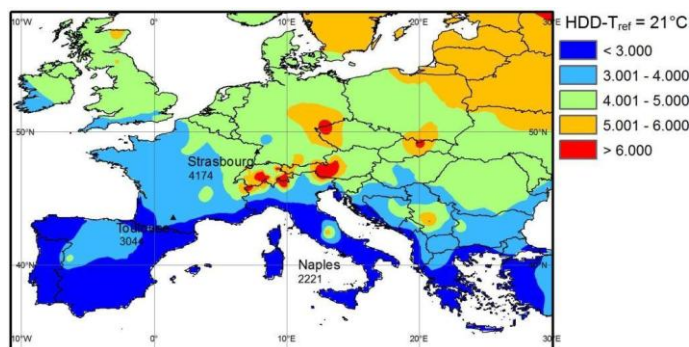 10°W 0° 10°E 20°E 30°E
HDD-Tref = 21°C
< 3.000
3.001 - 4.000
4.001 - 5.000
5.001 - 6.000
> 6.000
50°N 50°N
Strasbourg
4174
Toulouse
3044
40°N 40°N
Naples
2221
10°W 0° 10°E 20°E 30°E